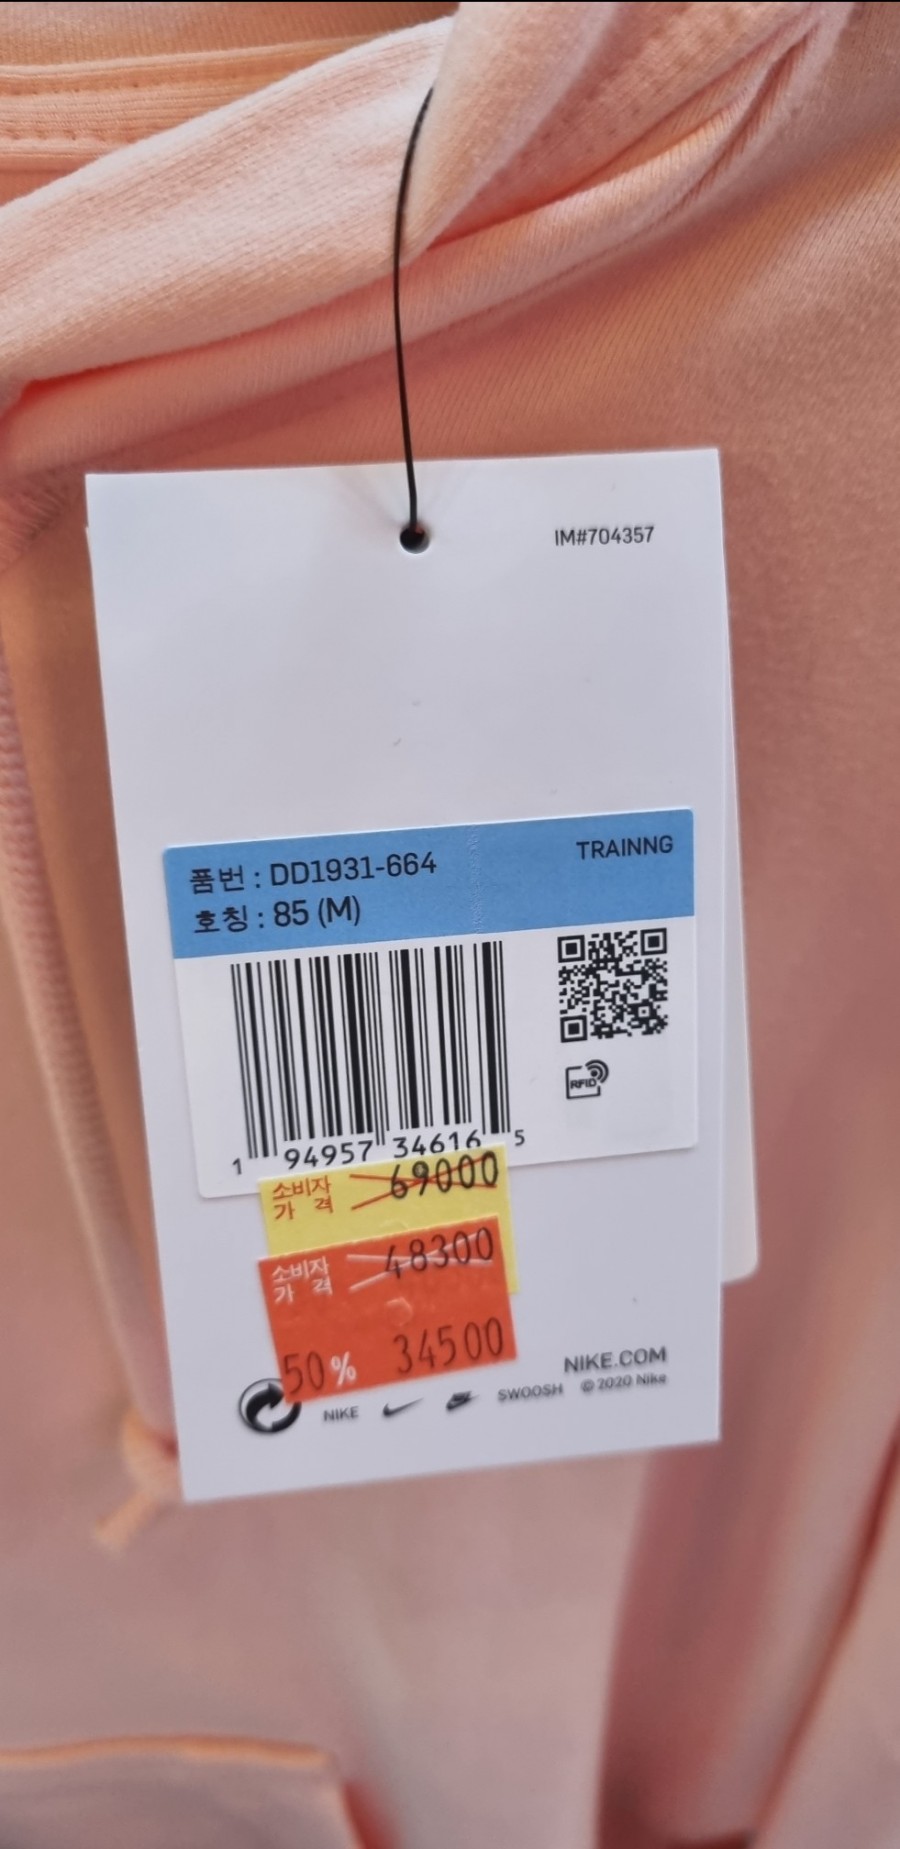 IM#704357
품번 : DD1931-664
TRAINNG
호칭 : 85 (M)
RFID
1 94957 34616 5
소비자
가 격
69000
소비자
가 격
48300
50% 34500
NIKE.COM
NIKE SWOOSH © 2020 Nike